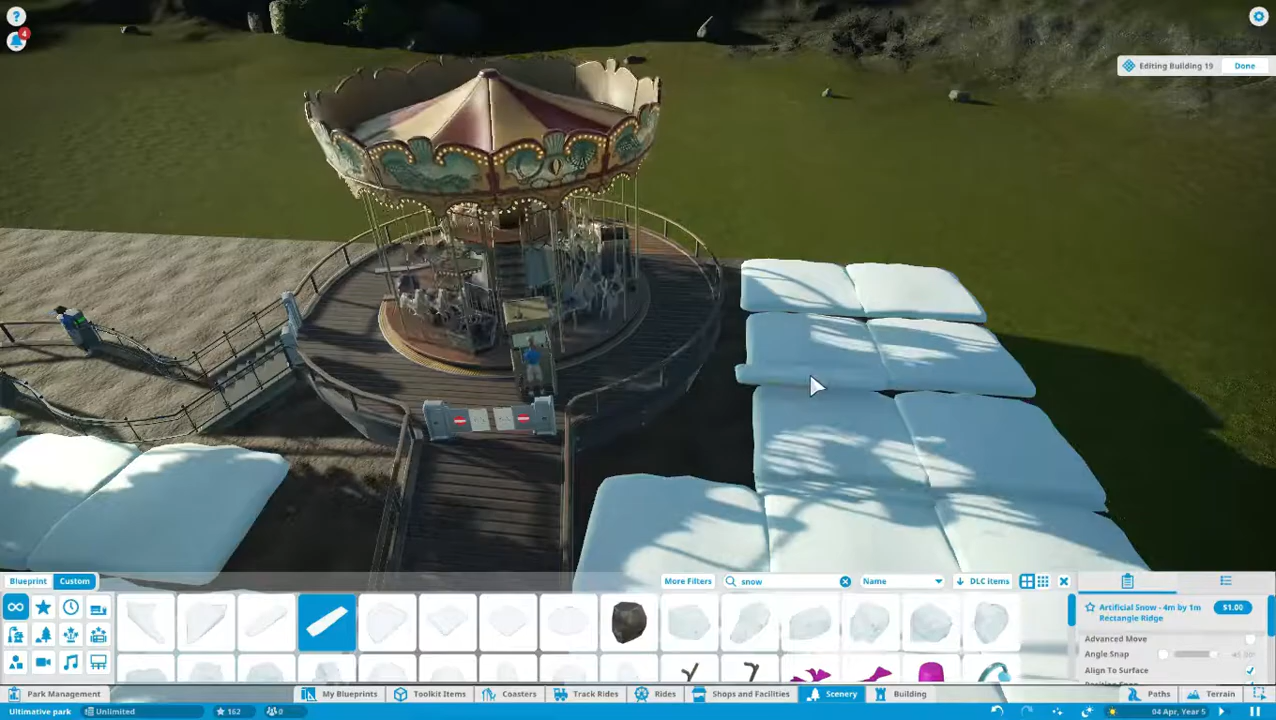 ?
4
Editing Building 19 Done
Blueprint Custom More Filters snow Name DLC items
Artificial Snow - 4m by 1m Rectangle Ridge $1.00
Advanced Move
Angle Snap
Align To Surface
Park Management My Blueprints Toolkit Items Coasters Track Rides Rides Shops and Facilities Scenery Building Paths Terrain
Ultimative park Unlimited 162 0 04 Apr, Year 5